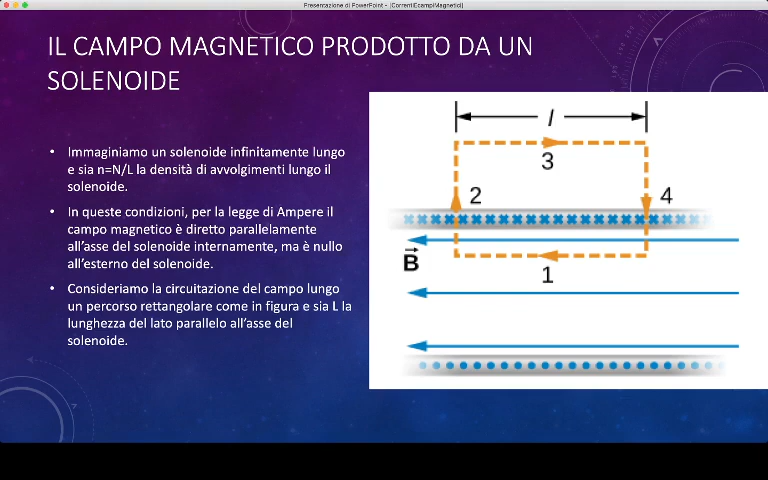 Presentazione di PowerPoint - [CorrentiEcampiMagnetici]
IL CAMPO MAGNETICO PRODOTTO DA UN
SOLENOIDE
• Immaginiamo un solenoide infinitamente lungo
e sia n=N/L la densità di avvolgimenti lungo il
solenoide.
• In queste condizioni, per la legge di Ampere il
campo magnetico è diretto parallelamente
all'asse del solenoide internamente, ma è nullo
all'esterno del solenoide.
• Consideriamo la circuitazione del campo lungo
un percorso rettangolare come in figura e sia L la
lunghezza del lato parallelo all'asse del
solenoide.
l
3
2
4
B
1